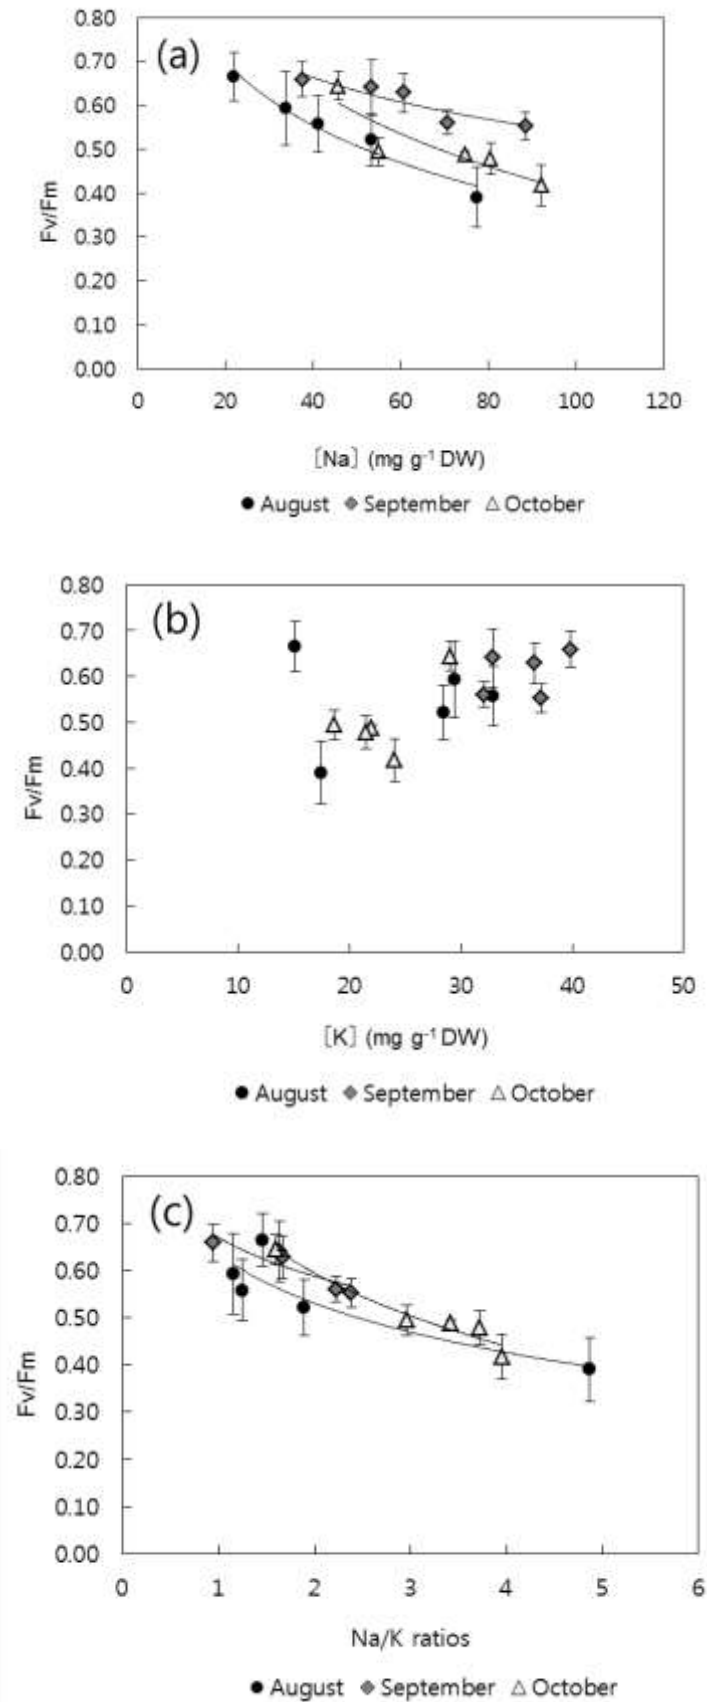 (a)
0.80
0.70
0.60
0.50
0.40
0.30
0.20
0.10
0.00
Fv/Fm
0 20 40 60 80 100 120
[Na] (mg g⁻¹ DW)
● August ◆ September △ October
(b)
0.80
0.70
0.60
0.50
0.40
0.30
0.20
0.10
0.00
Fv/Fm
0 10 20 30 40 50
[K] (mg g⁻¹ DW)
● August ◆ September △ October
(c)
0.80
0.70
0.60
0.50
0.40
0.30
0.20
0.10
0.00
Fv/Fm
0 1 2 3 4 5 6
Na/K ratios
● August ◆ September △ October